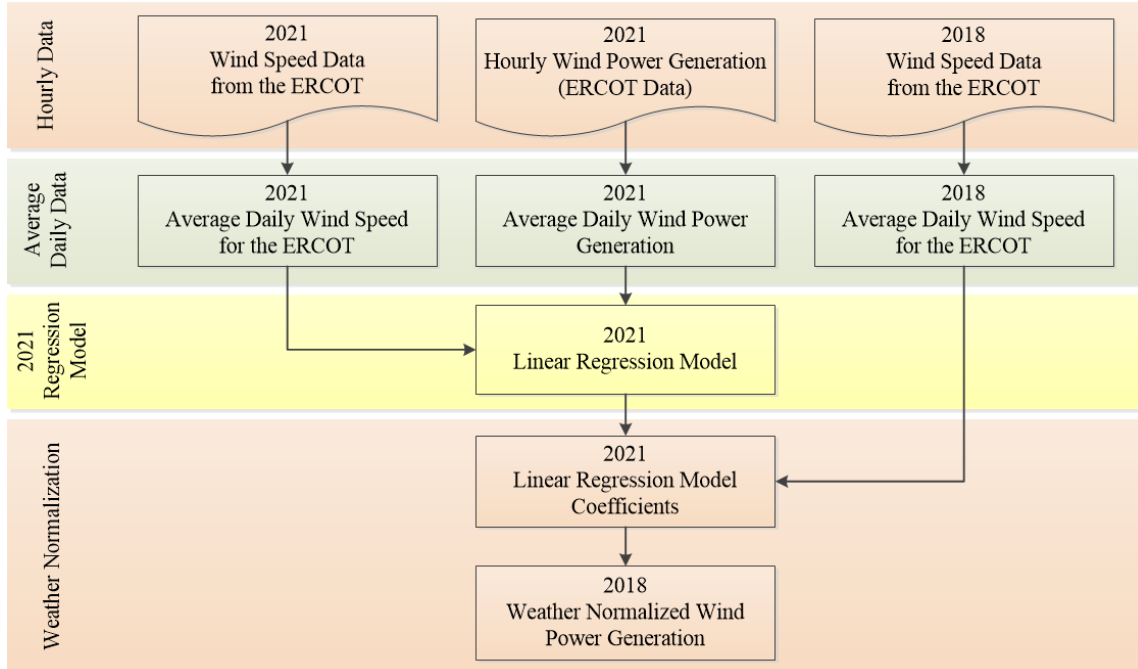 Hourly Data
2021
Wind Speed Data
from the ERCOT
2021
Hourly Wind Power Generation
(ERCOT Data)
2018
Wind Speed Data
from the ERCOT
Average
Daily Data
2021
Average Daily Wind Speed
for the ERCOT
2021
Average Daily Wind Power
Generation
2018
Average Daily Wind Speed
for the ERCOT
2021
Regression
Model
2021
Linear Regression Model
Weather Normalization
2021
Linear Regression Model
Coefficients
2018
Weather Normalized Wind
Power Generation